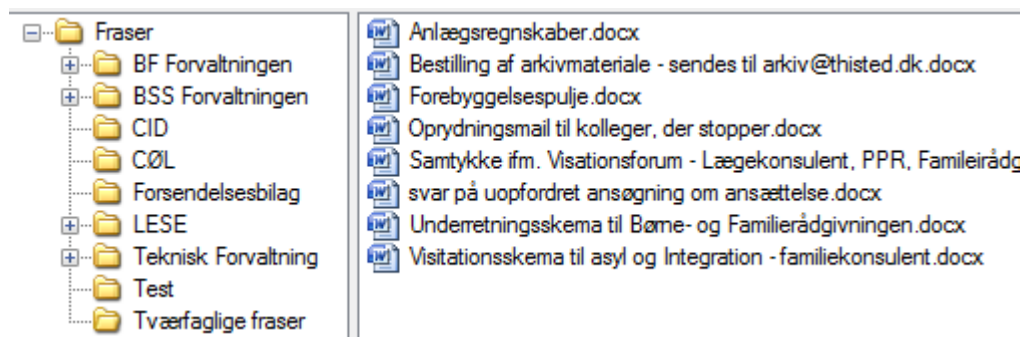 Fraser
BF Forvaltningen
BSS Forvaltningen
CID
CØL
Forsendelsesbilag
LESE
Teknisk Forvaltning
Test
Tværfaglige fraser
Anlægsregnskaber.docx
Bestilling af arkivmateriale - sendes til arkiv@thisted.dk.docx
Forebyggelsespulje.docx
Oprydningsmail til kolleger, der stopper.docx
Samtykke ifm. Visationsforum - Lægekonsulent, PPR, Famileirådg
svar på uopfordret ansøgning om ansættelse.docx
Underretningsskema til Børne- og Familierådgivningen.docx
Visitationsskema til asyl og Integration - familiekonsulent.docx